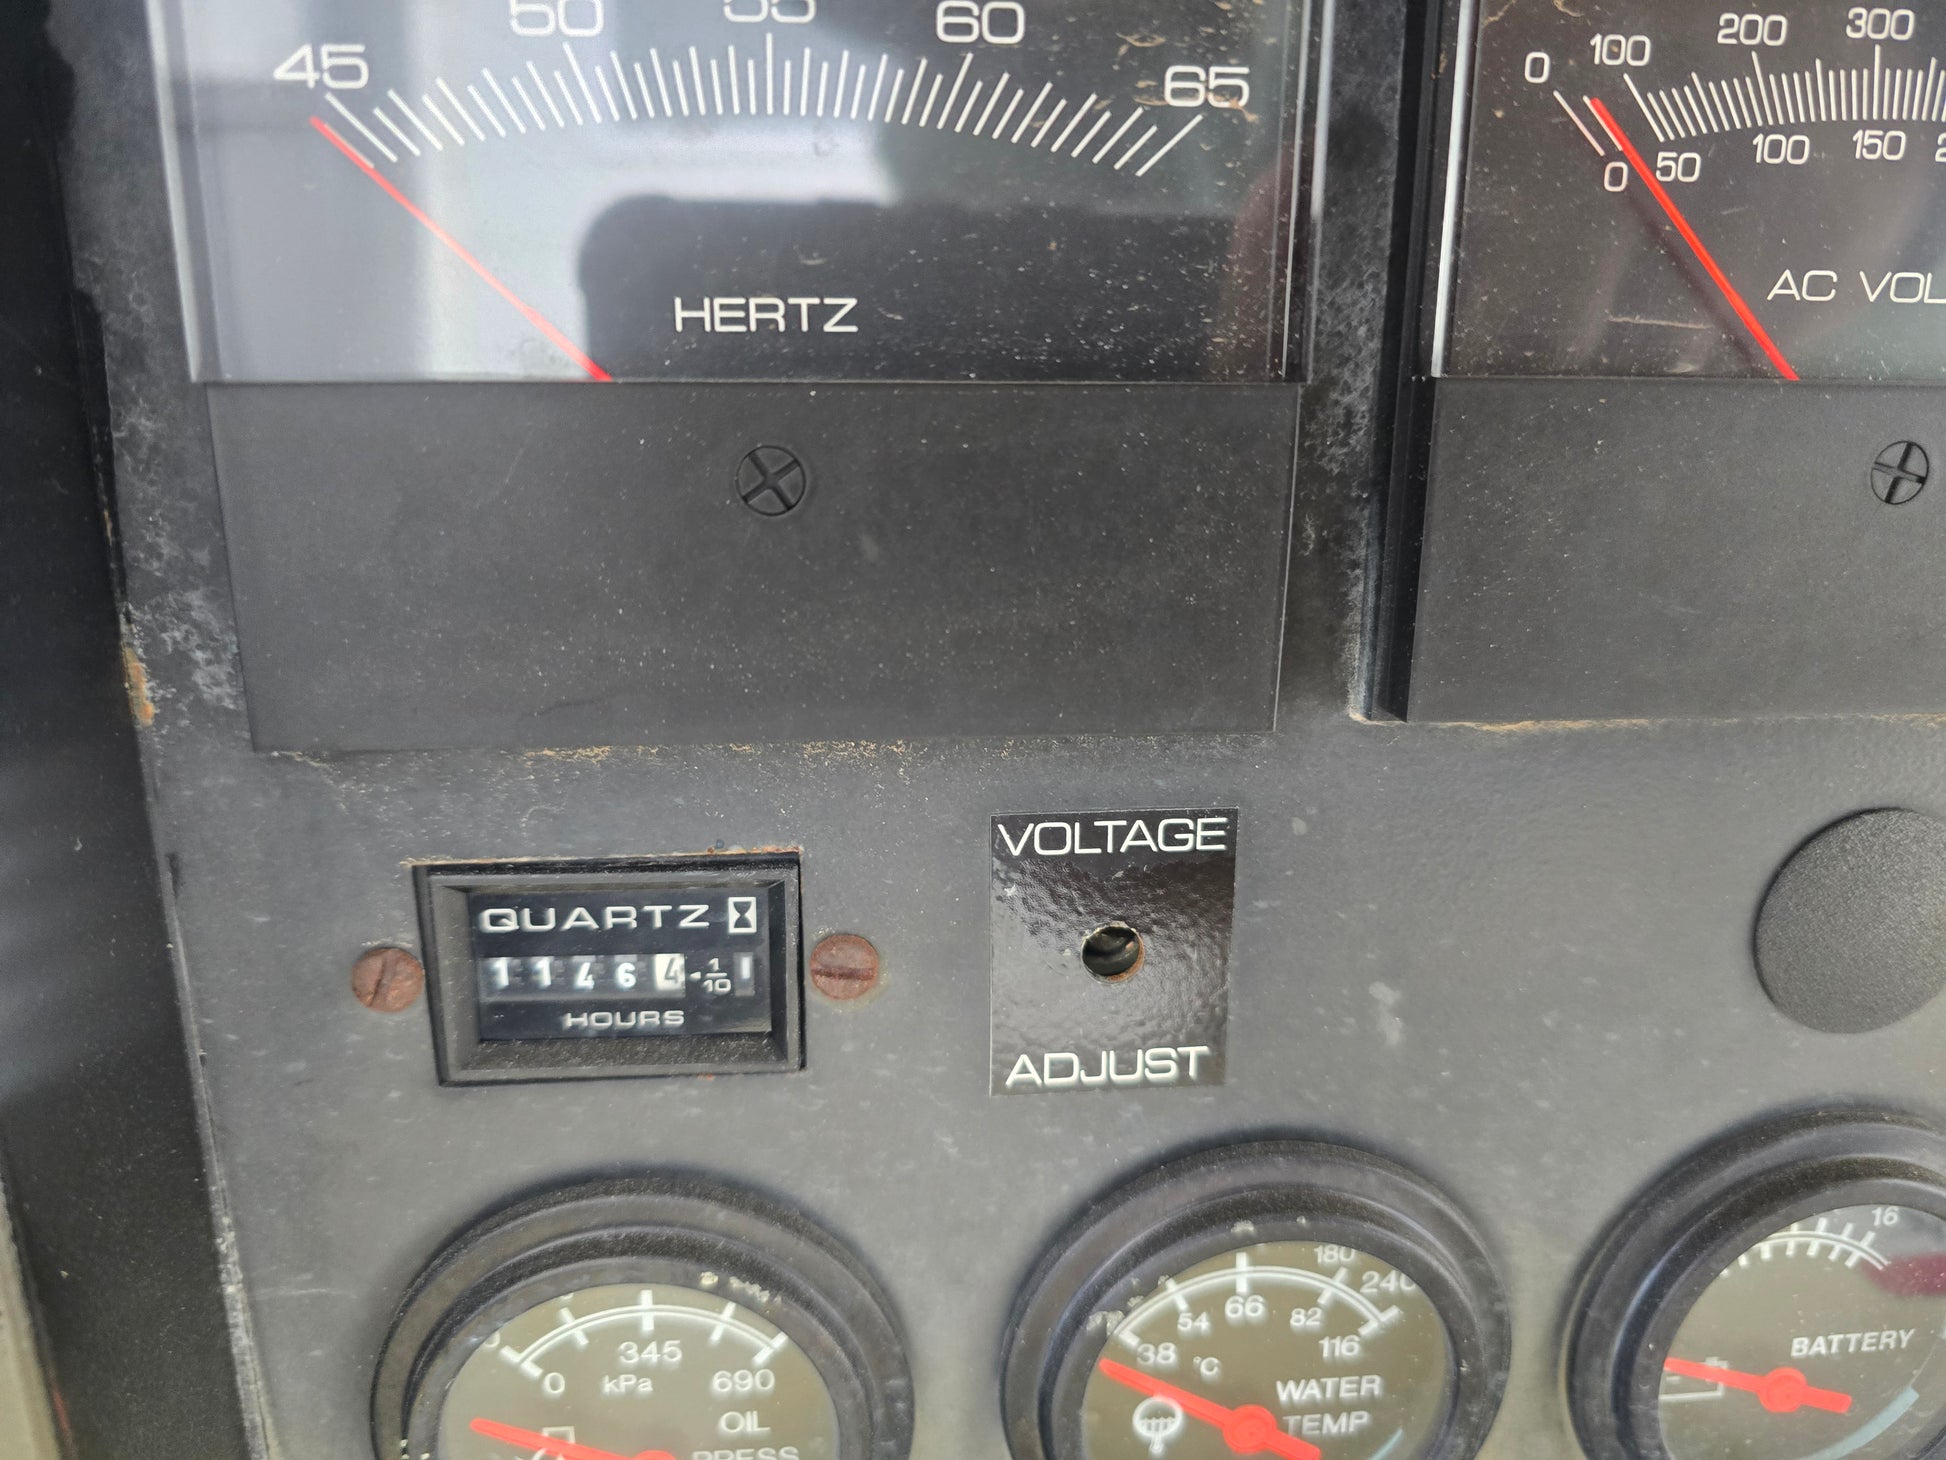 45 50 55 60 65
HERTZ
0 100 200 300
0 50 100 150
AC VOL
QUARTZ
1 1 4 6 4 1/10
HOURS
VOLTAGE
ADJUST
0 345 690
kPa
OIL
PRESS
180 240
38 54 66 82 116
°C
WATER
TEMP
16
BATTERY